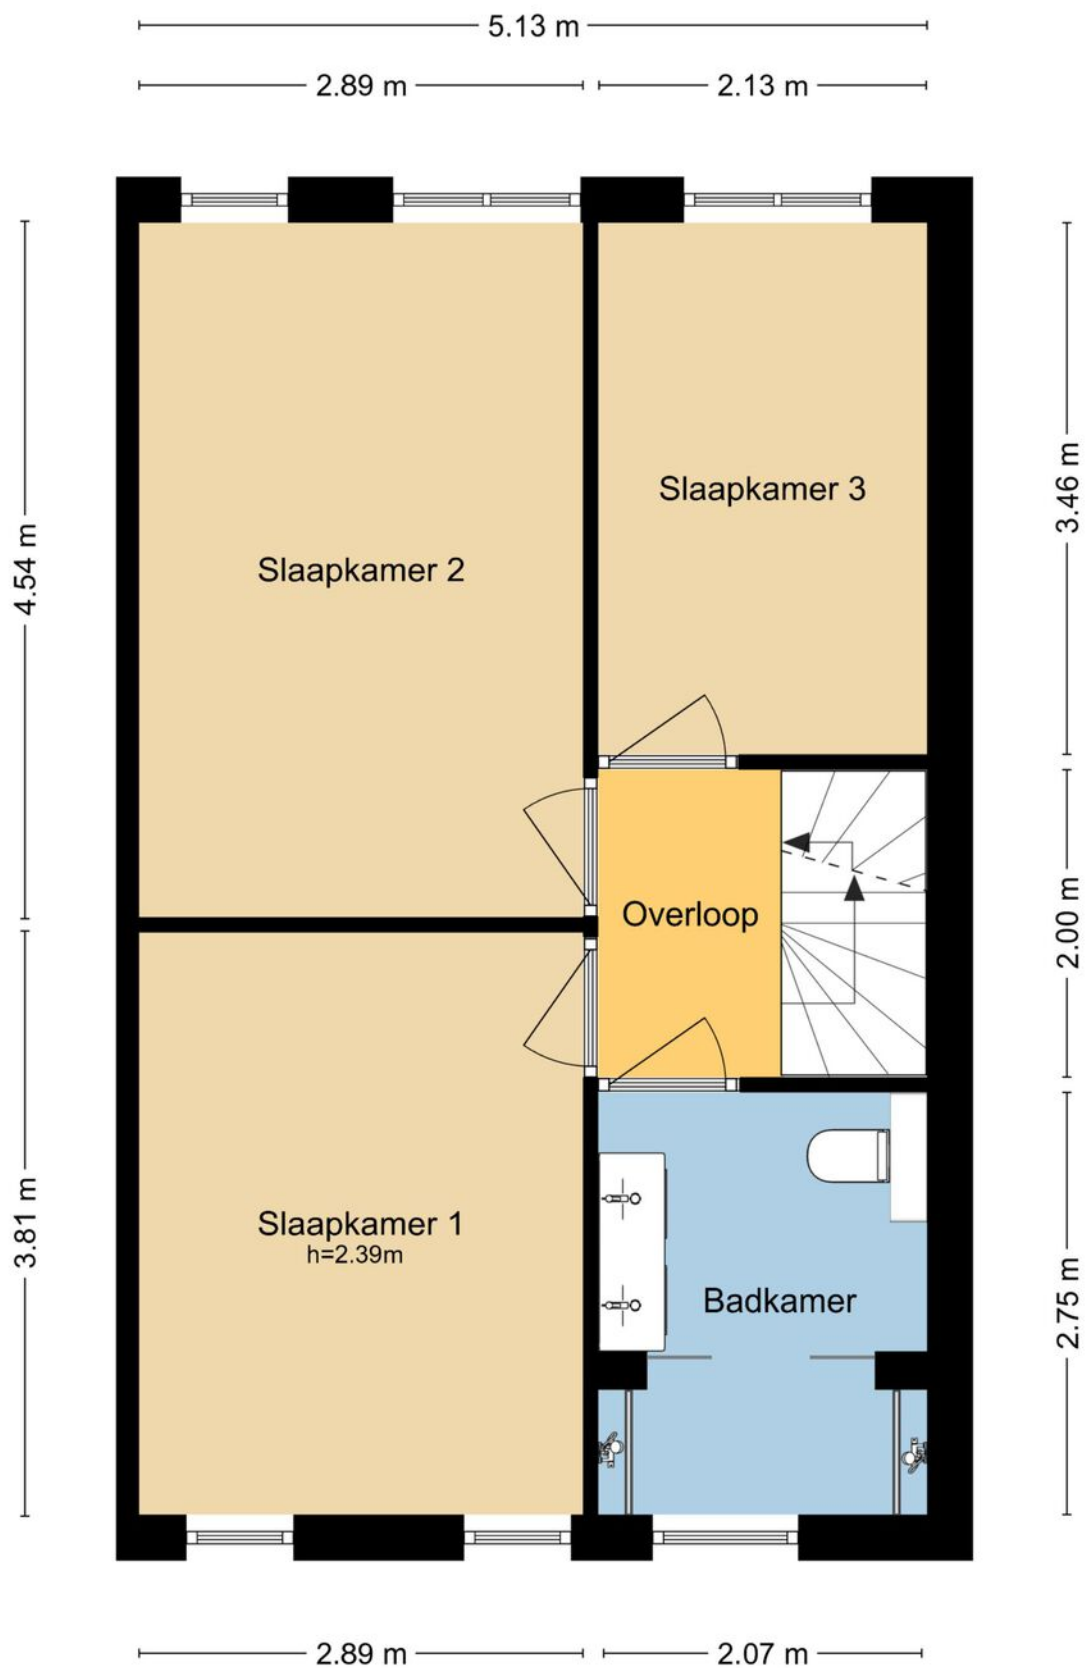 5.13 m
2.89 m
2.13 m
3.46 m
Slaapkamer 3
4.54 m
Slaapkamer 2
Overloop
2.00 m
3.81 m
Slaapkamer 1
h=2.39m
Badkamer
2.75 m
2.89 m
2.07 m